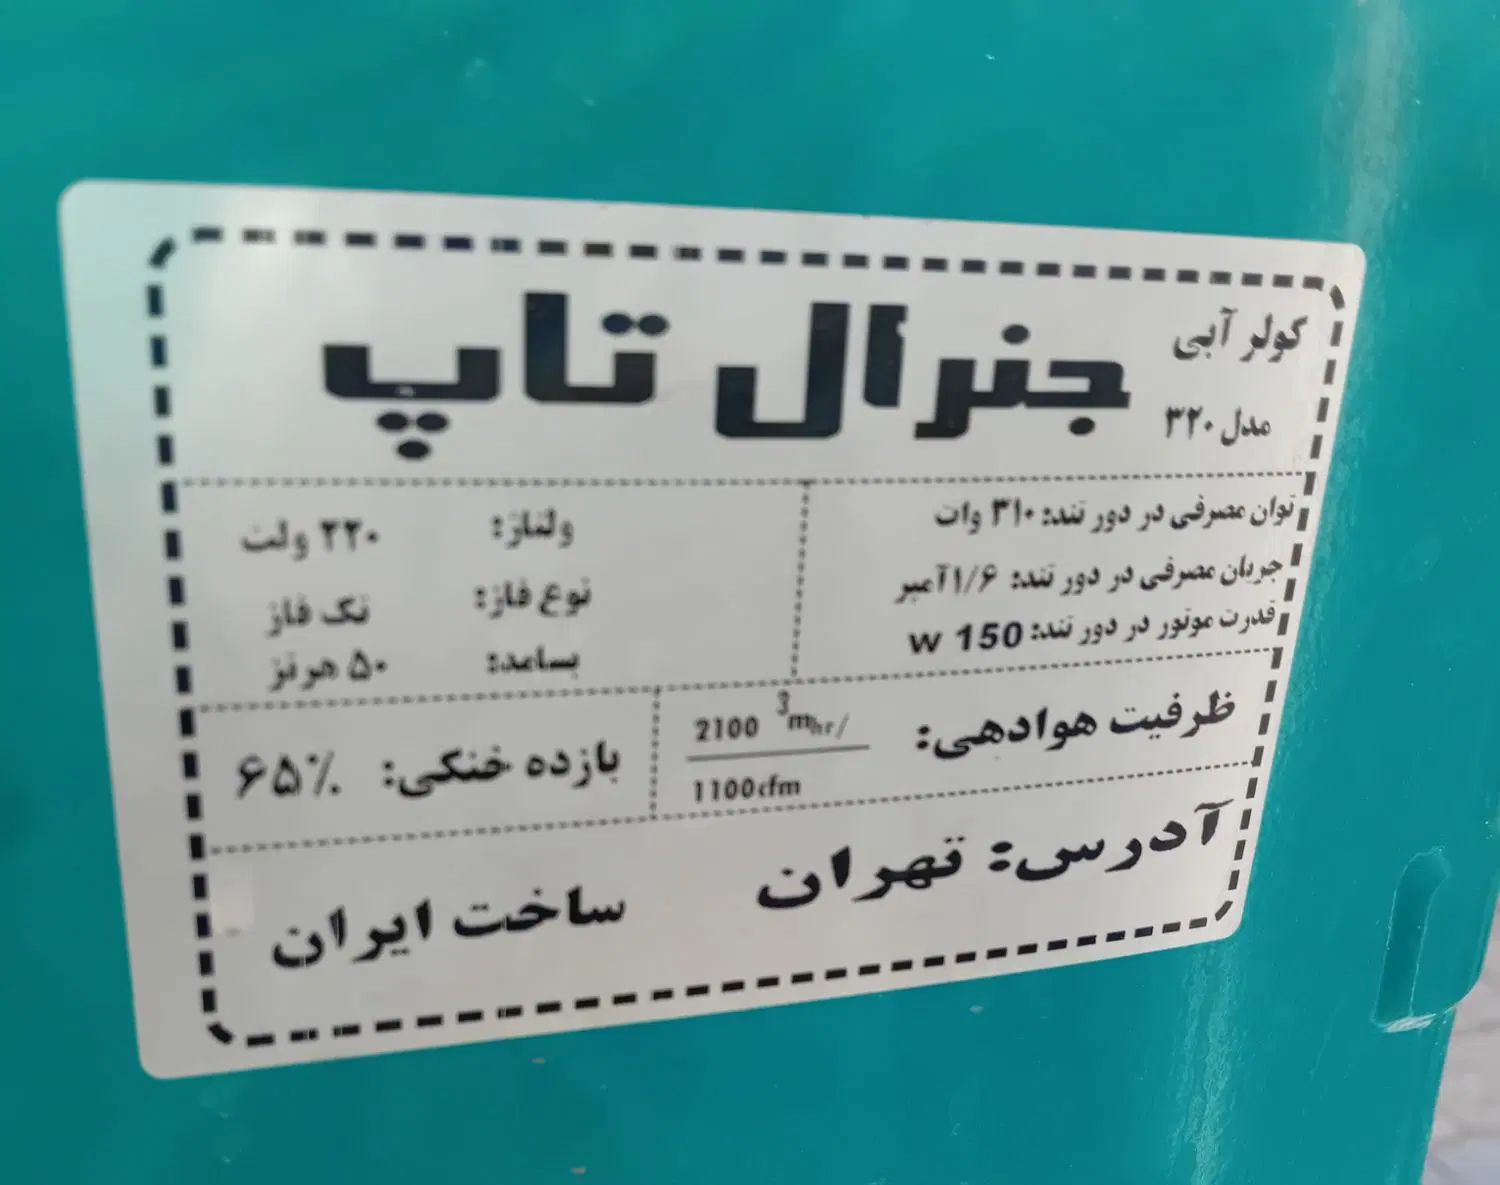 کولر آبی
جنرال تاپ
مدل ۳۲۰
توان مصرفی در دور تند: ۳۱۰ وات
جریان مصرفی در دور تند: ۱/۶ آمپر
قدرت موتور در دور تند: 150 w
ولتاژ: ۲۲۰ ولت
نوع فاز: تک فاز
بسامد: ۵۰ هرتز
ظرفیت هوادهی:
2100 m3/hr
1100cfm
بازده خنکی: ۶۵٪
آدرس: تهران
ساخت ایران